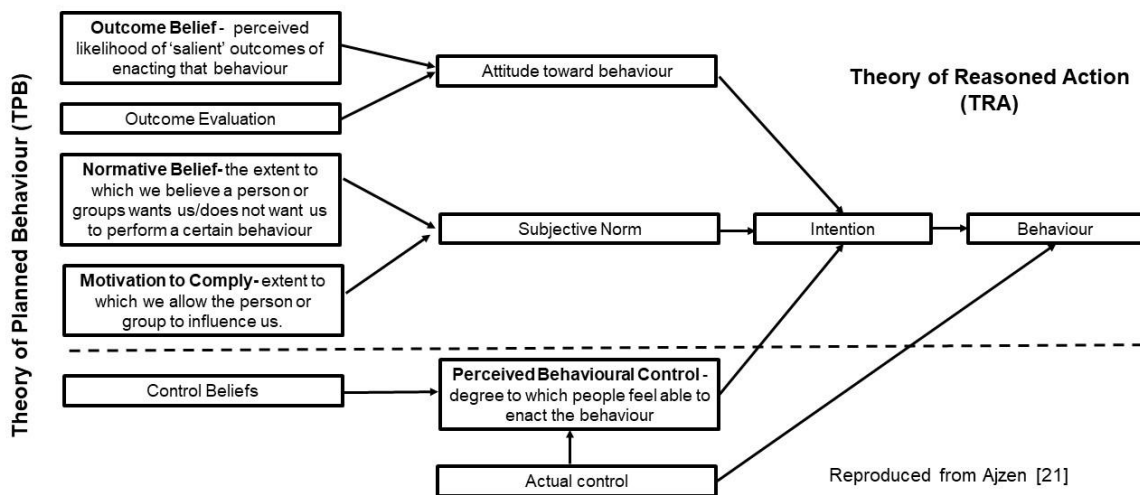 Theory of Planned Behaviour (TPB)
Outcome Belief - perceived
likelihood of ‘salient’ outcomes of
enacting that behaviour
Outcome Evaluation
Normative Belief- the extent to
which we believe a person or
groups wants us/does not want us
to perform a certain behaviour
Motivation to Comply- extent to
which we allow the person or
group to influence us.
Control Beliefs
Attitude toward behaviour
Subjective Norm
Perceived Behavioural Control -
degree to which people feel able to
enact the behaviour
Actual control
Theory of Reasoned Action
(TRA)
Intention
Behaviour
Reproduced from Ajzen [21]